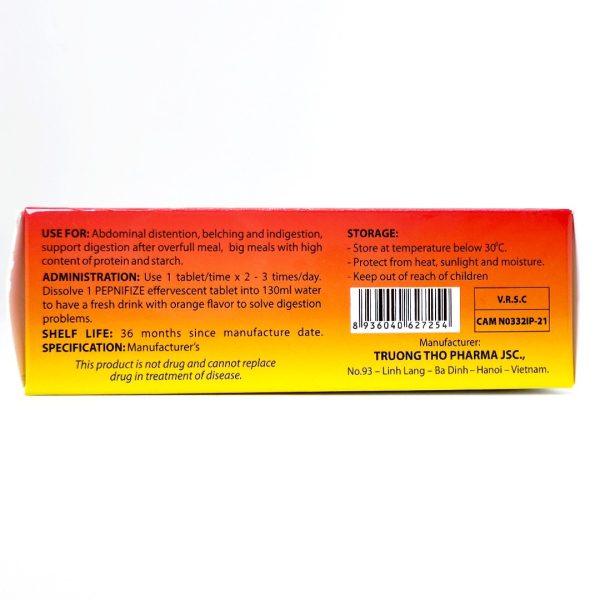 USE FOR: Abdominal distention, belching and indigestion,
support digestion after overfull meal, big meals with high
content of protein and starch.
ADMINISTRATION: Use 1 tablet/time x 2 - 3 times/day.
Dissolve 1 PEPNIFIZE effervescent tablet into 130ml water
to have a fresh drink with orange flavor to solve digestion
problems.
SHELF LIFE: 36 months since manufacture date.
SPECIFICATION: Manufacturer's
This product is not drug and cannot replace
drug in treatment of disease.
STORAGE:
- Store at temperature below 30°C.
- Protect from heat, sunlight and moisture.
- Keep out of reach of children
8 936040 627254
V.R.S.C
CAM N0332IP-21
Manufacturer:
TRUONG THO PHARMA JSC.,
No.93 – Linh Lang – Ba Dinh – Hanoi – Vietnam.